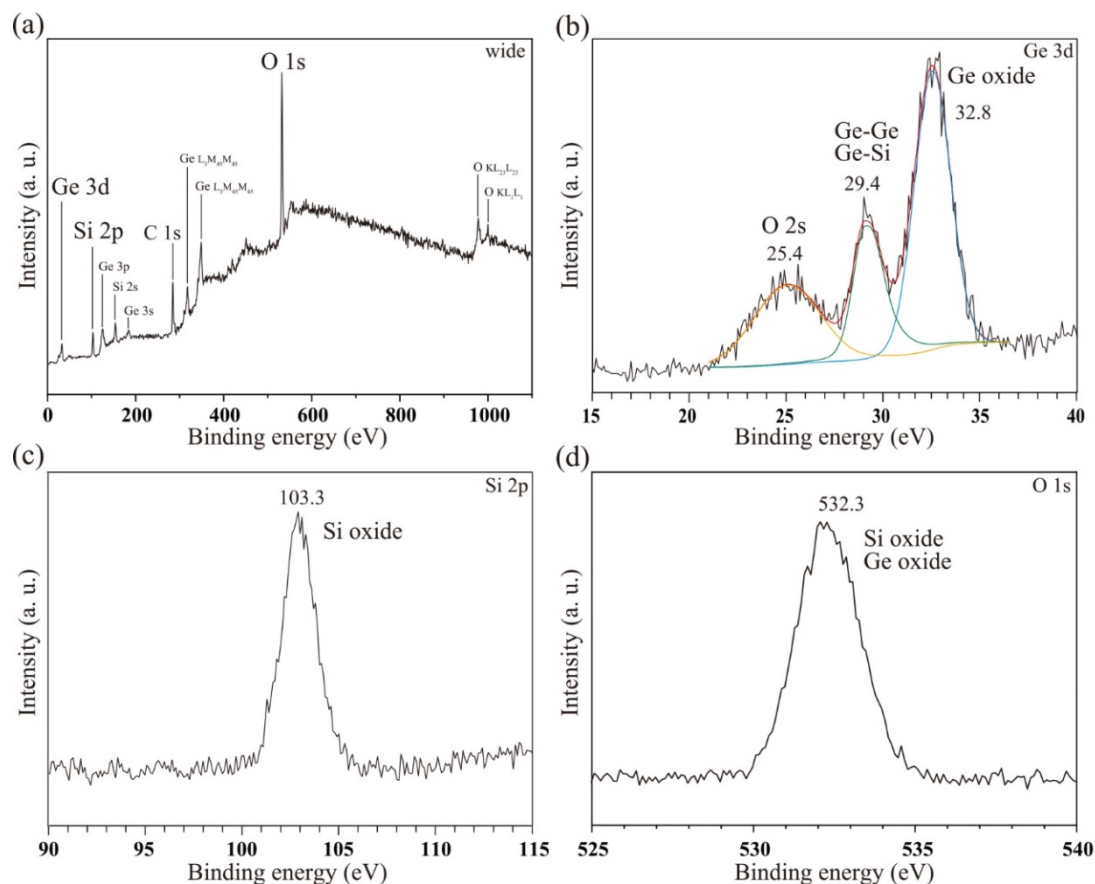 (a)
wide
O 1s
Ge 3d
Si 2p
Ge 3p
Si 2s
Ge 3s
C 1s
Ge L₃M₄₅M₄₅
Ge L₃M₄₅M₄₅
O KL₂₃L₂₃
O KL₁L₁
Intensity (a. u.)
0 200 400 600 800 1000
Binding energy (eV)
(b)
Ge 3d
Ge oxide
32.8
Ge-Ge
Ge-Si
29.4
O 2s
25.4
Intensity (a. u.)
15 20 25 30 35 40
Binding energy (eV)
(c)
Si 2p
103.3
Si oxide
Intensity (a. u.)
90 95 100 105 110 115
Binding energy (eV)
(d)
O 1s
532.3
Si oxide
Ge oxide
Intensity (a. u.)
525 530 535 540
Binding energy (eV)